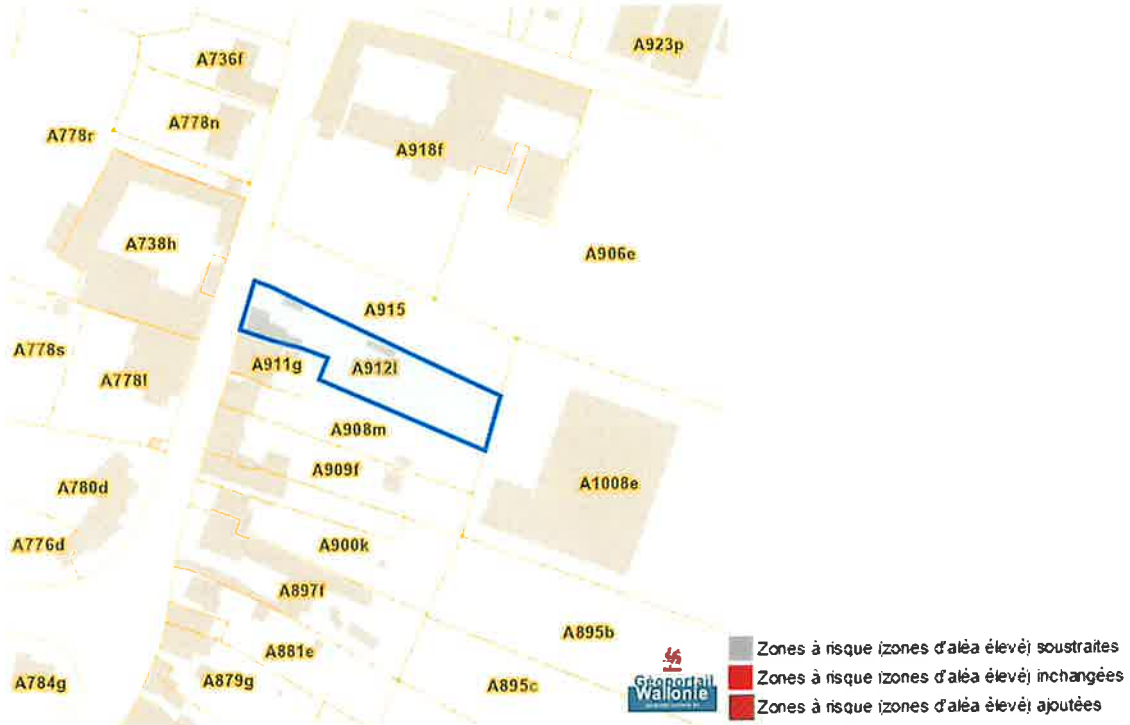 A923p
A736f
A778n
A778r
A918f
A738h
A906e
A915
A778s
A911g
A912l
A778l
A908m
A909f
A780d
A1008e
A776d
A900k
A897f
A895b
A881e
A784g
A879g
A895c
Géoportail
Wallonie
Zones à risque (zones d'aléa élevé) soustraites
Zones à risque (zones d'aléa élevé) inchangées
Zones à risque (zones d'aléa élevé) ajoutées